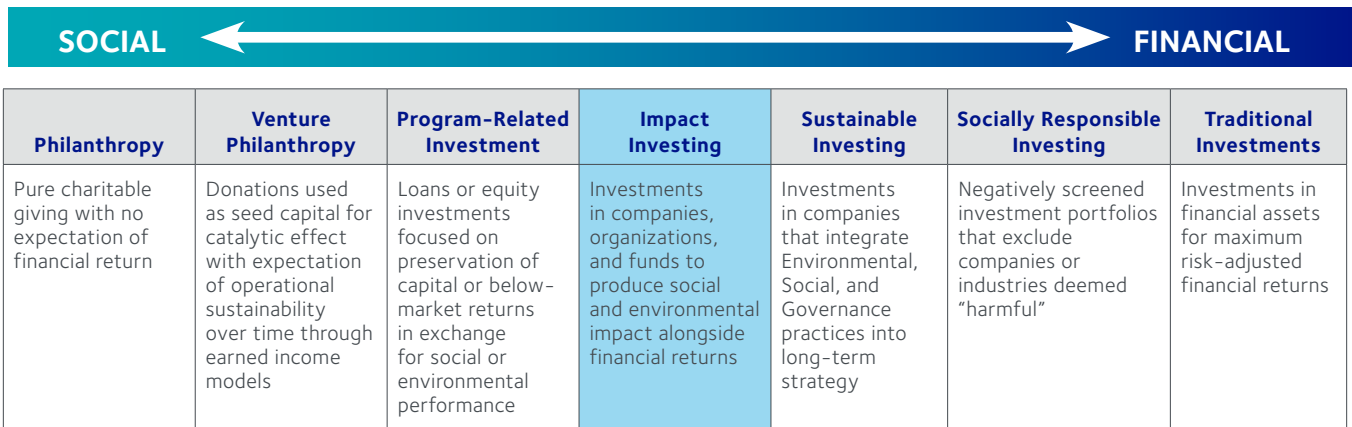 SOCIAL
FINANCIAL
Philanthropy
Venture
Philanthropy
Program-Related
Investment
Impact
Investing
Sustainable
Investing
Socially Responsible
Investing
Traditional
Investments
Pure charitable
giving with no
expectation of
financial return
Donations used
as seed capital for
catalytic effect
with expectation
of operational
sustainability
over time through
earned income
models
Loans or equity
investments
focused on
preservation of
capital or below-
market returns
in exchange
for social or
environmental
performance
Investments
in companies,
organizations,
and funds to
produce social
and environmental
impact alongside
financial returns
Investments
in companies
that integrate
Environmental,
Social, and
Governance
practices into
long-term
strategy
Negatively screened
investment portfolios
that exclude
companies or
industries deemed
“harmful”
Investments in
financial assets
for maximum
risk-adjusted
financial returns